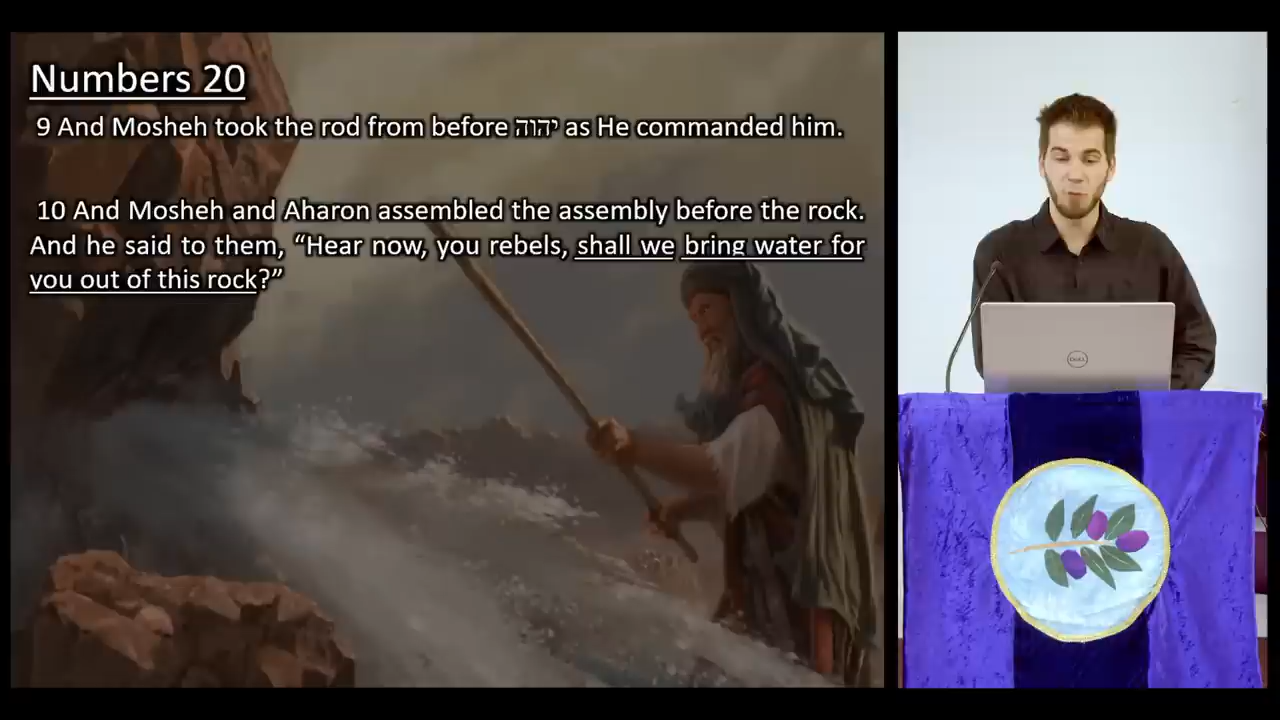 Numbers 20
9 And Mosheh took the rod from before יהוה as He commanded him.
10 And Mosheh and Aharon assembled the assembly before the rock.
And he said to them, “Hear now, you rebels, shall we bring water for
you out of this rock?”
DELL